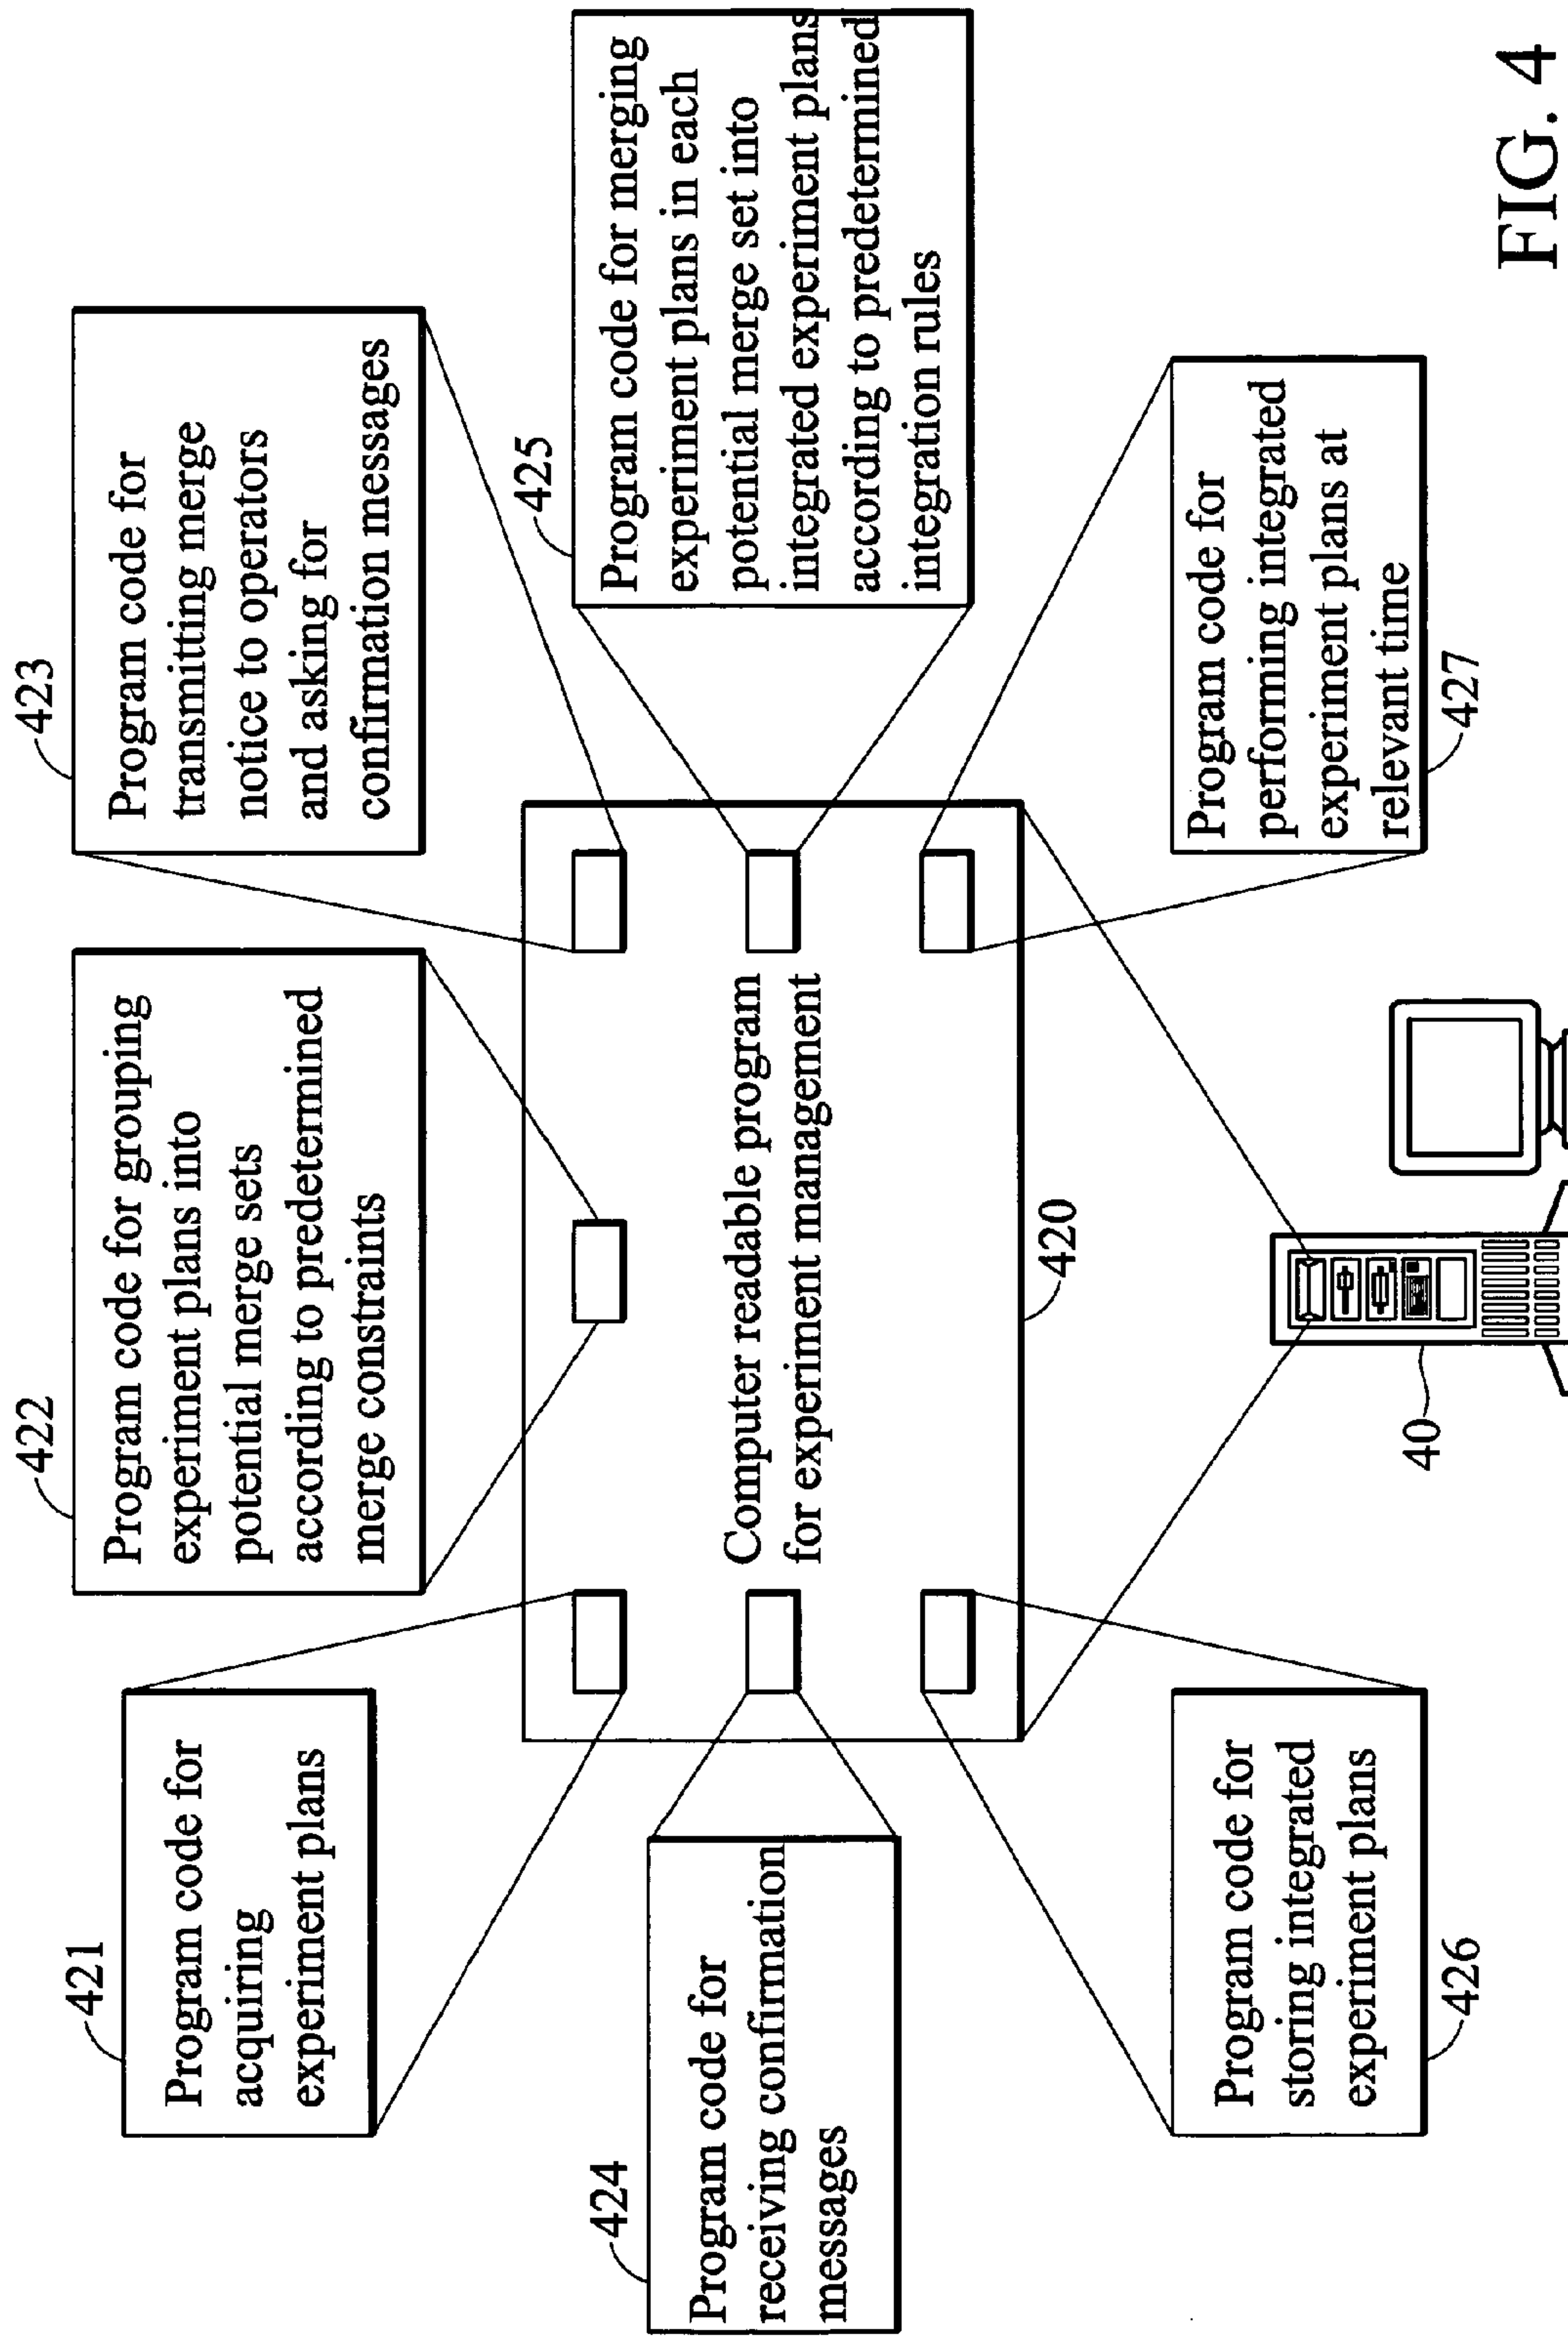 421
Program code for
acquiring
experiment plans
422
Program code for grouping
experiment plans into
potential merge sets
according to predetermined
merge constraints
423
Program code for
transmitting merge
notice to operators
and asking for
confirmation messages
424
Program code for
receiving confirmation
messages
Computer readable program
for experiment management
420
425
Program code for merging
experiment plans in each
potential merge set into
integrated experiment plans
according to predetermined
integration rules
Program code for
storing integrated
experiment plans
426
Program code for
performing integrated
experiment plans at
relevant time
427
40
FIG. 4